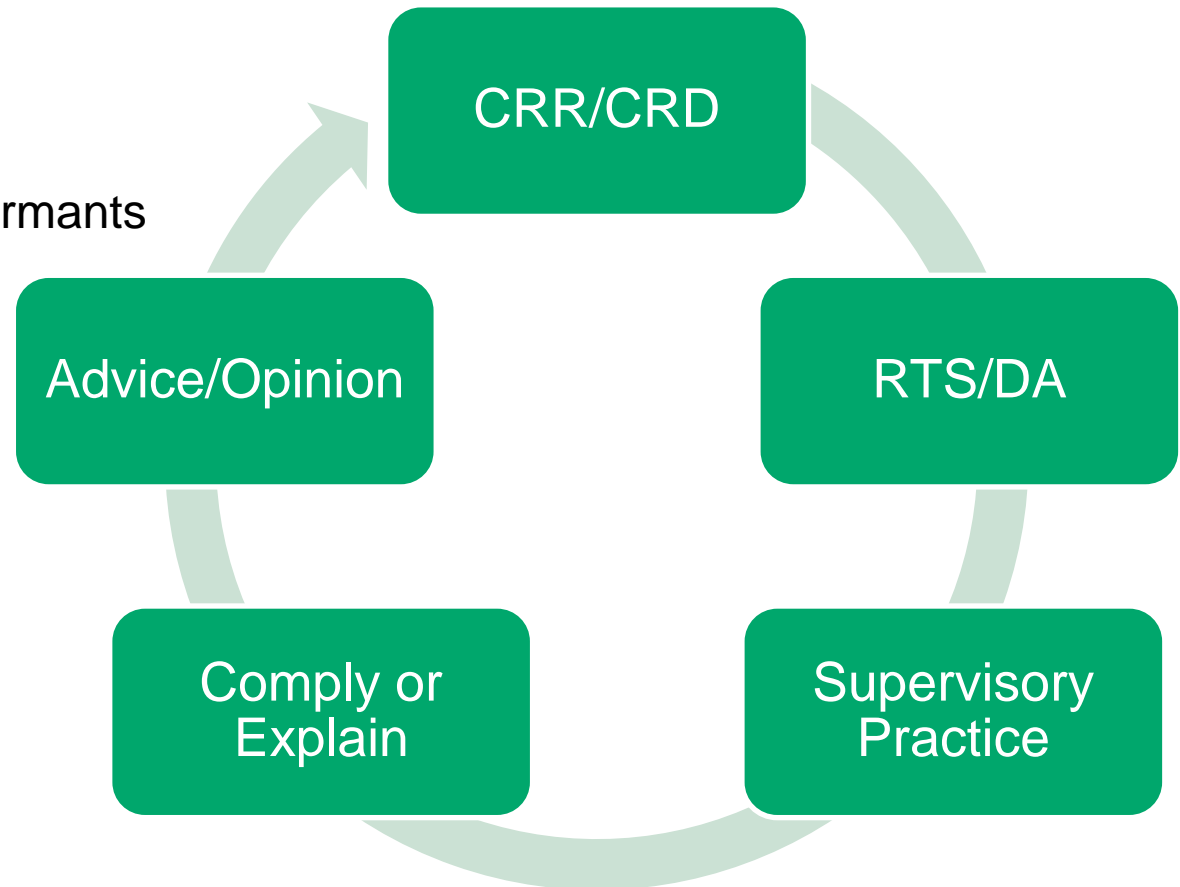 CRR/CRD
rmants
Advice/Opinion
RTS/DA
Comply or
Explain
Supervisory
Practice